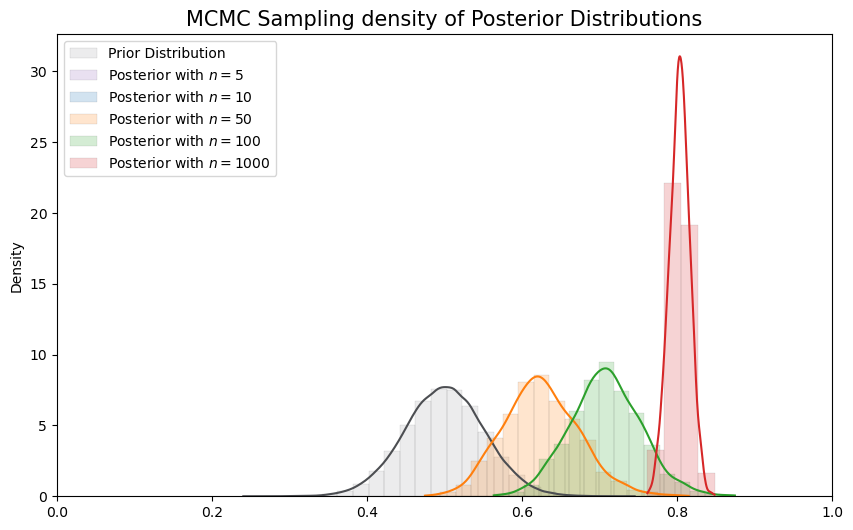 MCMC Sampling density of Posterior Distributions
Prior Distribution
Posterior with n = 5
Posterior with n = 10
Posterior with n = 50
Posterior with n = 100
Posterior with n = 1000
Density
30
25
20
15
10
5
0
0.0 0.2 0.4 0.6 0.8 1.0